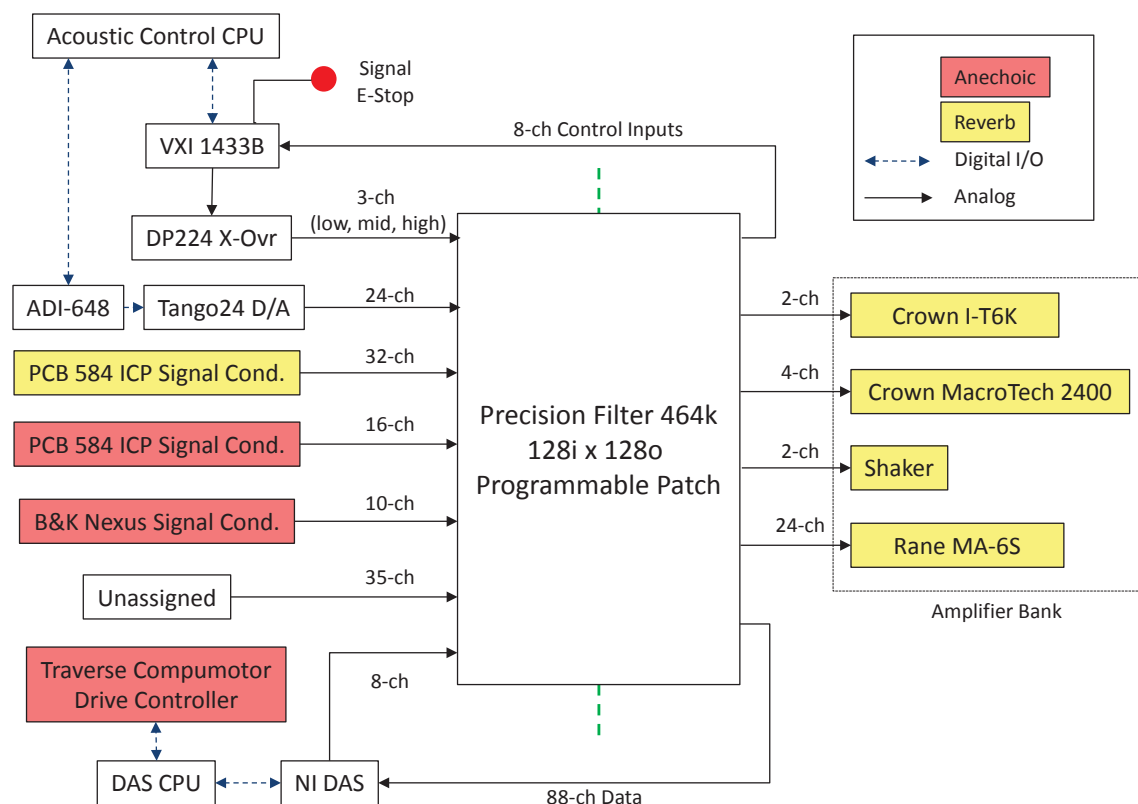 Acoustic Control CPU
Signal
E-Stop
Anechoic
Reverb
Digital I/O
Analog
8-ch Control Inputs
VXI 1433B
3-ch
(low, mid, high)
DP224 X-Ovr
ADI-648
Tango24 D/A
24-ch
PCB 584 ICP Signal Cond.
32-ch
PCB 584 ICP Signal Cond.
16-ch
B&K Nexus Signal Cond.
10-ch
Unassigned
35-ch
Traverse Compumotor
Drive Controller
8-ch
DAS CPU
NI DAS
88-ch Data
Precision Filter 464k
128i x 128o
Programmable Patch
2-ch
Crown I-T6K
4-ch
Crown MacroTech 2400
2-ch
Shaker
24-ch
Rane MA-6S
Amplifier Bank